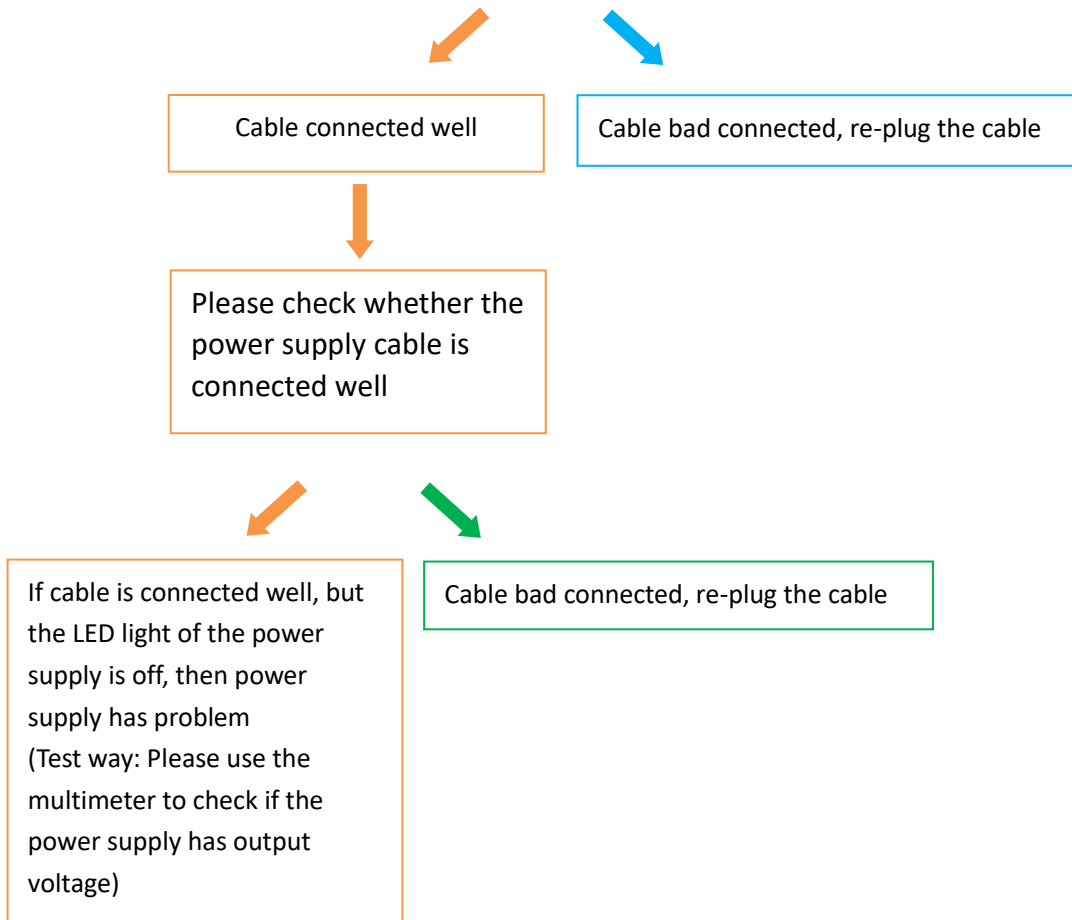 Cable connected well
Cable bad connected, re-plug the cable
Please check whether the
power supply cable is
connected well
If cable is connected well, but
the LED light of the power
supply is off, then power
supply has problem
(Test way: Please use the
multimeter to check if the
power supply has output
voltage)
Cable bad connected, re-plug the cable